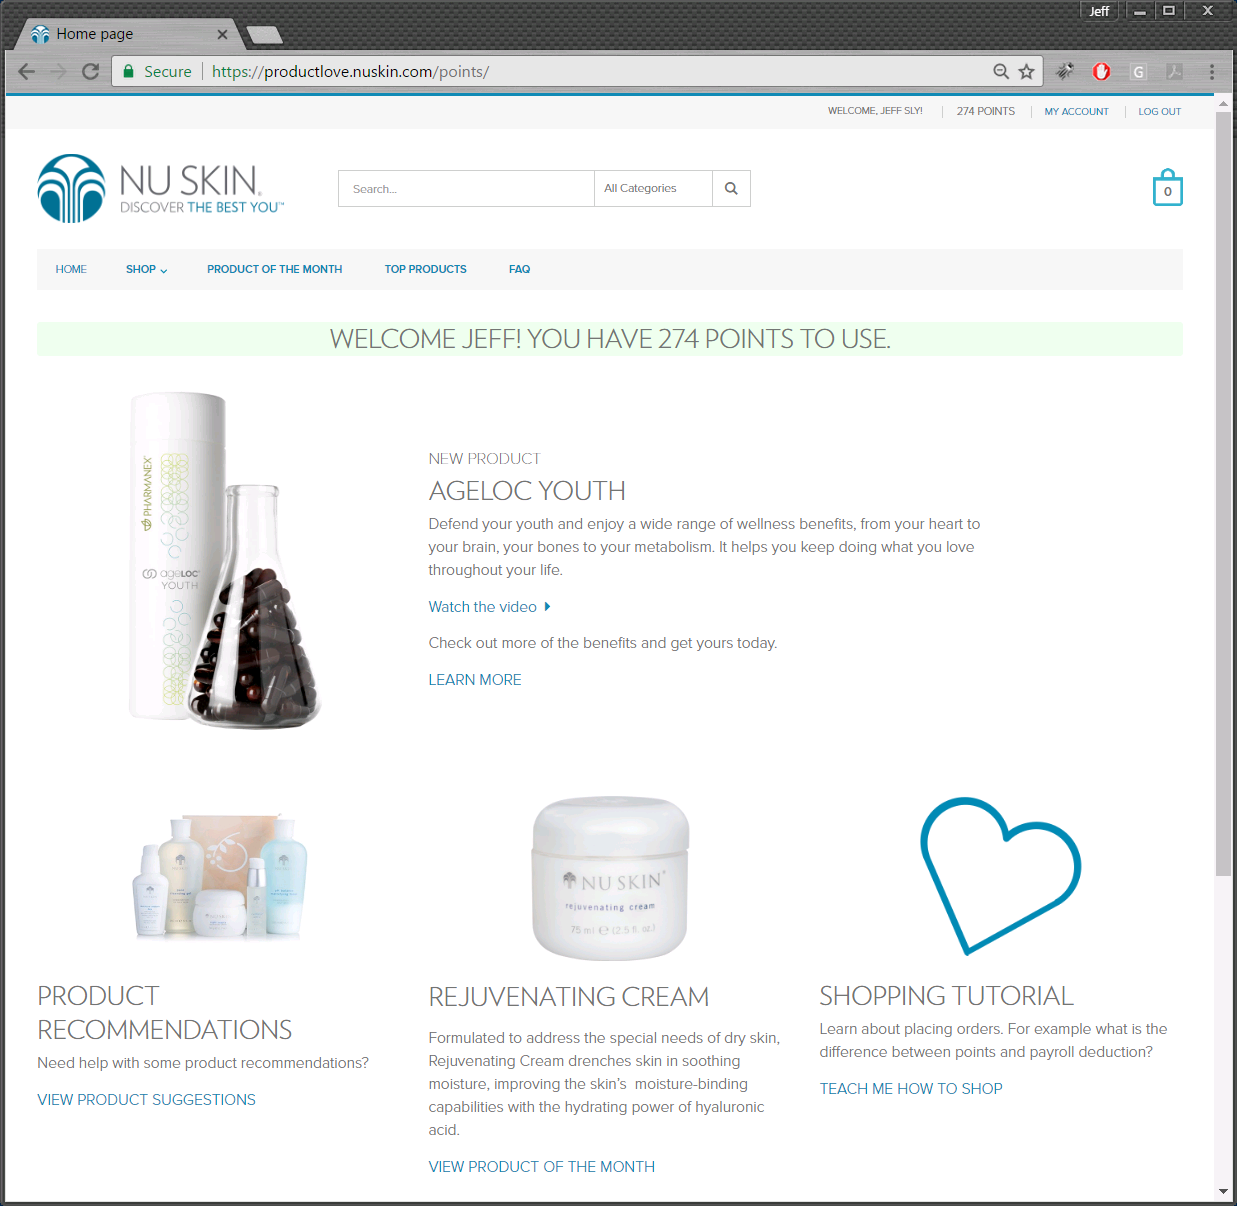 Jeff
Home page
Secure https://productlove.nuskin.com/points/
G
WELCOME, JEFF SLY! 274 POINTS MY ACCOUNT LOG OUT
NU SKIN®
DISCOVER THE BEST YOU™
Search... All Categories
0
HOME SHOP PRODUCT OF THE MONTH TOP PRODUCTS FAQ
WELCOME JEFF! YOU HAVE 274 POINTS TO USE.
PHARMANEX®
ageLOC®
YOUTH
NEW PRODUCT
AGELOC YOUTH
Defend your youth and enjoy a wide range of wellness benefits, from your heart to
your brain, your bones to your metabolism. It helps you keep doing what you love
throughout your life.
Watch the video
Check out more of the benefits and get yours today.
LEARN MORE
NU SKIN
PRODUCT
RECOMMENDATIONS
Need help with some product recommendations?
VIEW PRODUCT SUGGESTIONS
NU SKIN®
rejuvenating cream
75 ml ℮ (2.5 fl. oz.)
REJUVENATING CREAM
Formulated to address the special needs of dry skin,
Rejuvenating Cream drenches skin in soothing
moisture, improving the skin’s moisture-binding
capabilities with the hydrating power of hyaluronic
acid.
VIEW PRODUCT OF THE MONTH
SHOPPING TUTORIAL
Learn about placing orders. For example what is the
difference between points and payroll deduction?
TEACH ME HOW TO SHOP